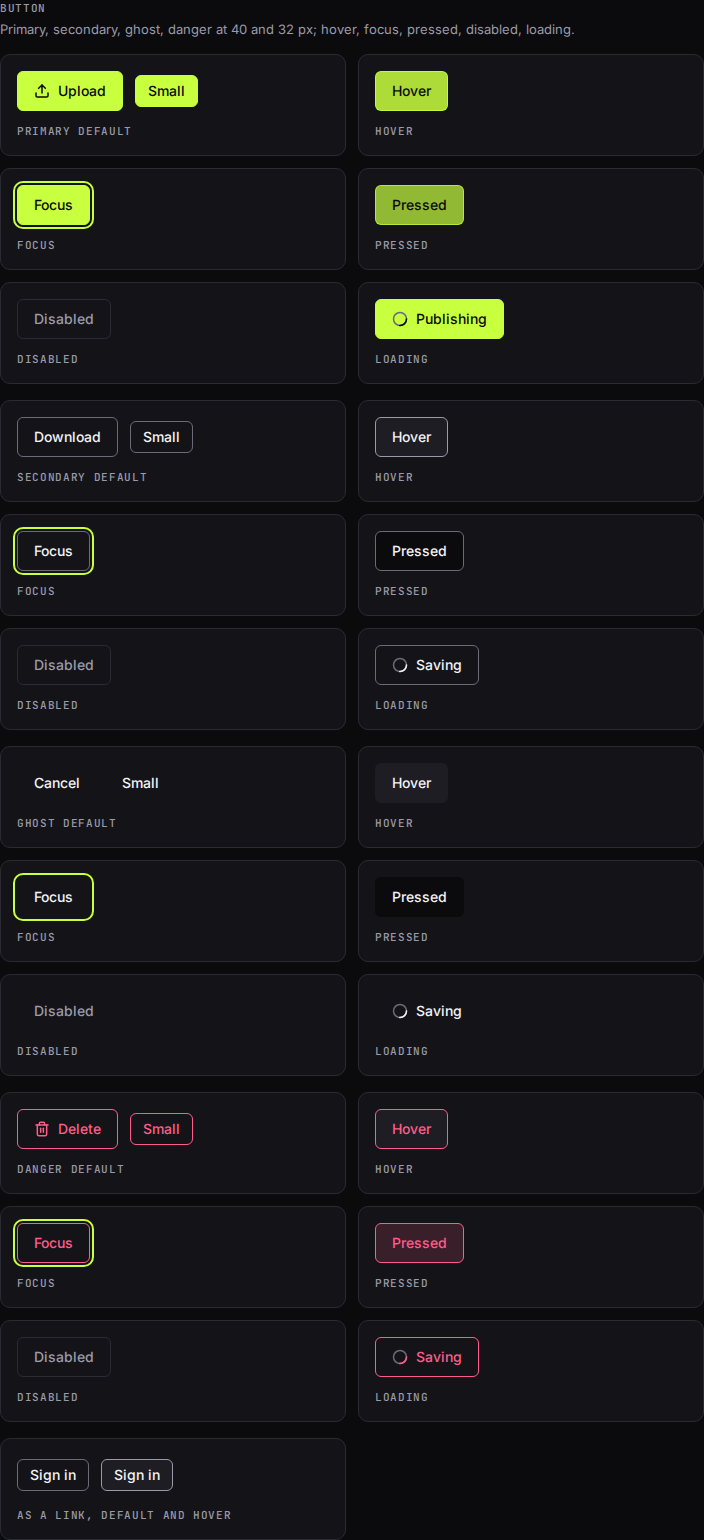 BUTTON
Primary, secondary, ghost, danger at 40 and 32 px; hover, focus, pressed, disabled, loading.
Upload Small
PRIMARY DEFAULT
Hover
HOVER
Focus
FOCUS
Pressed
PRESSED
Disabled
DISABLED
Publishing
LOADING
Download Small
SECONDARY DEFAULT
Hover
HOVER
Focus
FOCUS
Pressed
PRESSED
Disabled
DISABLED
Saving
LOADING
Cancel Small
GHOST DEFAULT
Hover
HOVER
Focus
FOCUS
Pressed
PRESSED
Disabled
DISABLED
Saving
LOADING
Delete Small
DANGER DEFAULT
Hover
HOVER
Focus
FOCUS
Pressed
PRESSED
Disabled
DISABLED
Saving
LOADING
Sign in Sign in
AS A LINK, DEFAULT AND HOVER